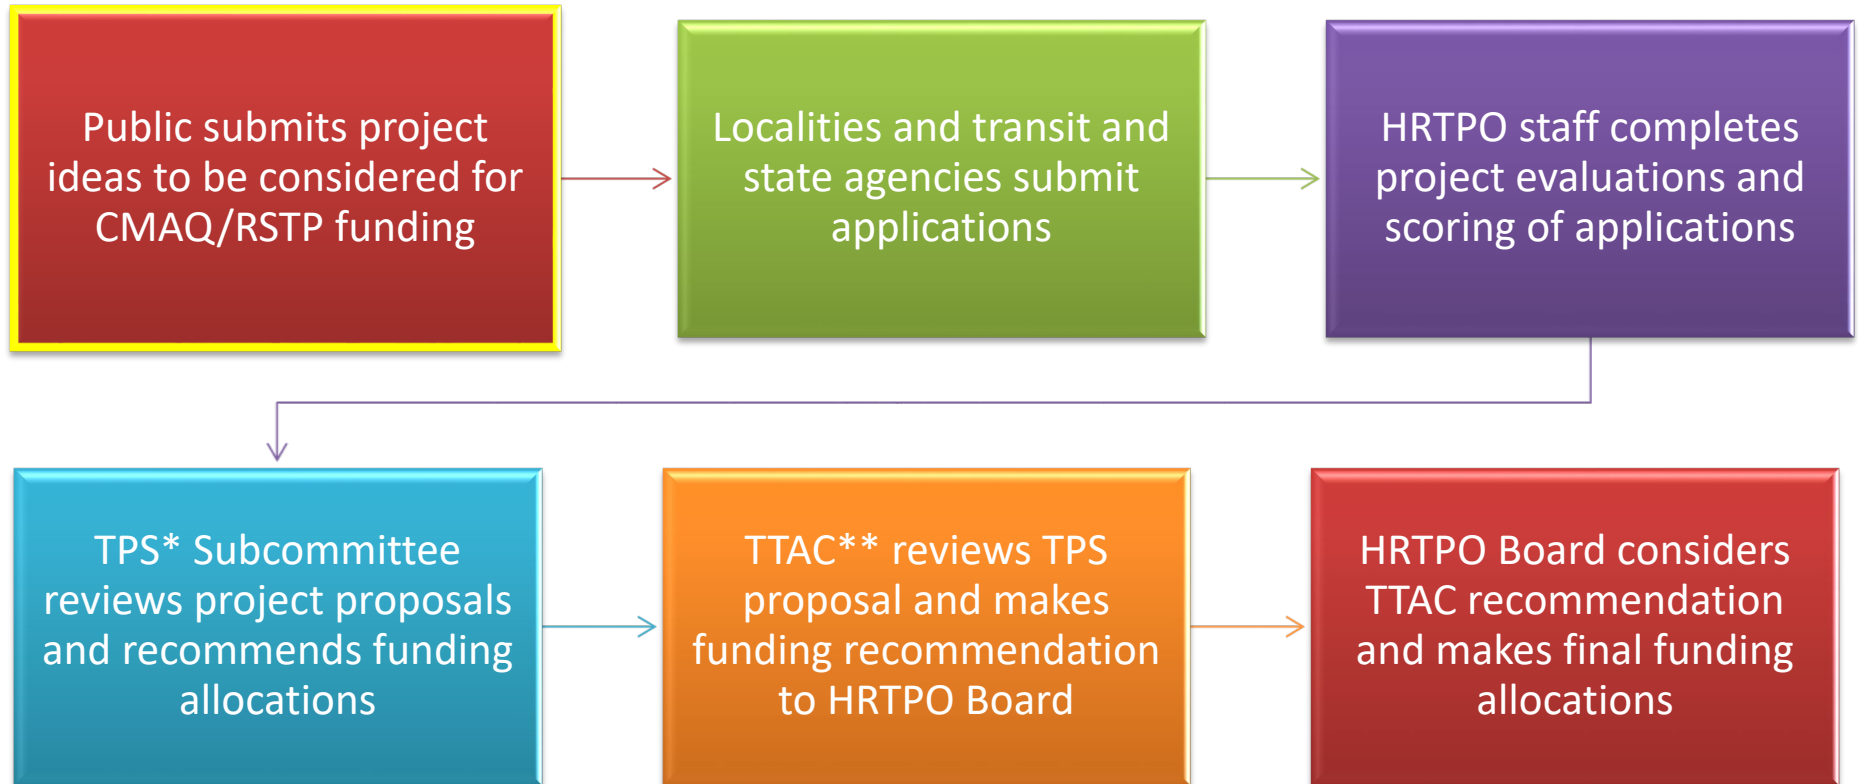 Public submits project
ideas to be considered for
CMAQ/RSTP funding
Localities and transit and
state agencies submit
applications
HRTPO staff completes
project evaluations and
scoring of applications
TPS* Subcommittee
reviews project proposals
and recommends funding
allocations
TTAC** reviews TPS
proposal and makes
funding recommendation
to HRTPO Board
HRTPO Board considers
TTAC recommendation
and makes final funding
allocations